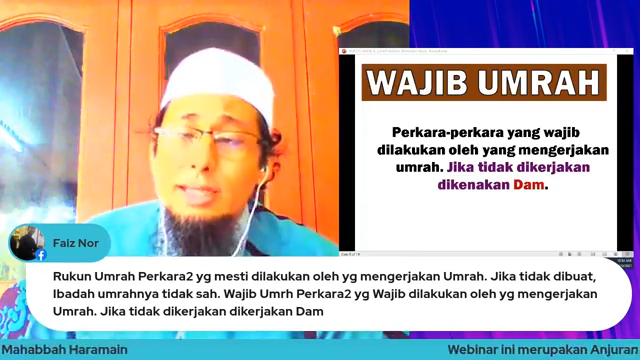 WAJIB UMRAH
Perkara-perkara yang wajib
dilakukan oleh yang mengerjakan
umrah. Jika tidak dikerjakan
dikenakan Dam.
Faiz Nor
Rukun Umrah Perkara2 yg mesti dilakukan oleh yg mengerjakan Umrah. Jika tidak dibuat,
Ibadah umrahnya tidak sah. Wajib Umrh Perkara2 yg Wajib dilakukan oleh yg mengerjakan
Umrah. Jika tidak dikerjakan dikerjakan Dam
Mahabbah Haramain
Webinar ini merupakan Anjuran